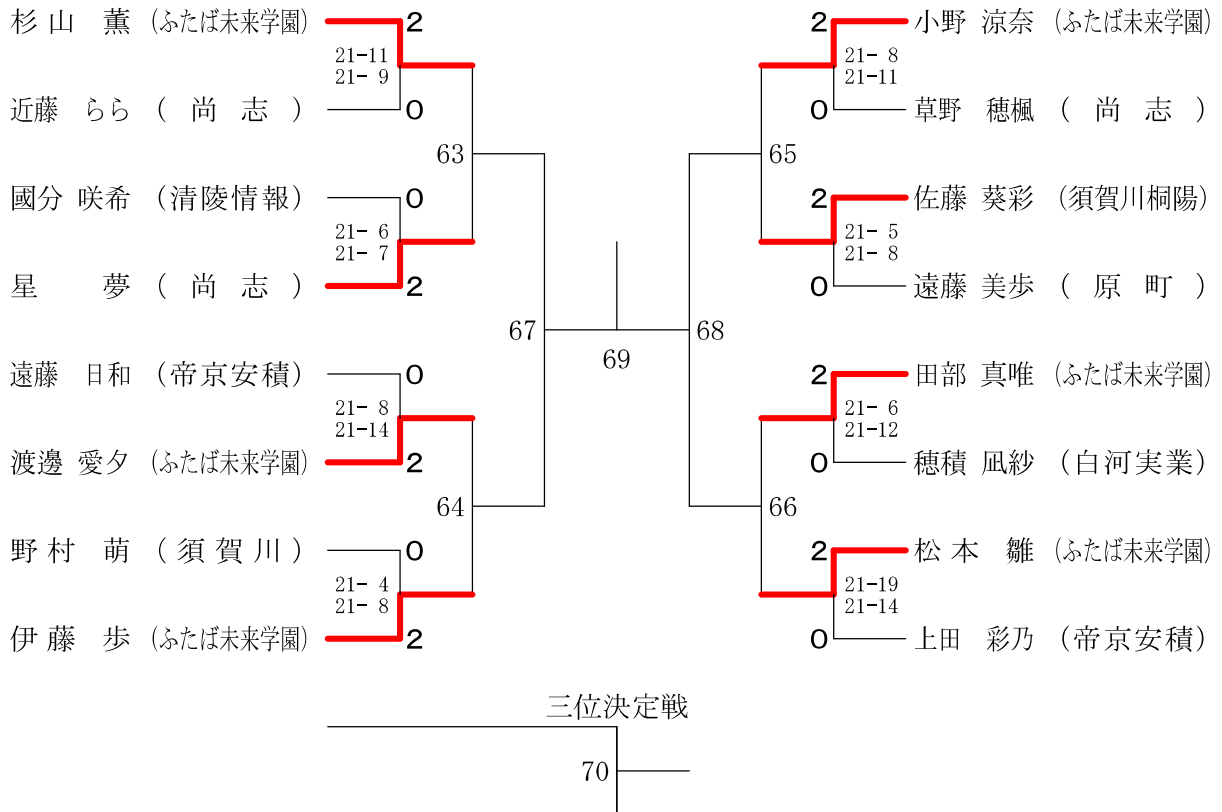 杉山 薫 (ふたば未来学園) 2
21-11
21- 9
近藤 らら ( 尚 志 ) 0
63
國分 咲希 (清陵情報) 0
21- 6
21- 7
星 夢 ( 尚 志 ) 2
67
遠藤 日和 (帝京安積) 0
21- 8
21-14
渡邊 愛夕 (ふたば未来学園) 2
64
野村 萌 ( 須賀川 ) 0
21- 4
21- 8
伊藤 歩 (ふたば未来学園) 2
69
2 小野 涼奈 (ふたば未来学園)
21- 8
21-11
0 草野 穂楓 ( 尚 志 )
65
2 佐藤 葵彩 (須賀川桐陽)
21- 5
21- 8
0 遠藤 美歩 ( 原 町 )
68
2 田部 真唯 (ふたば未来学園)
21- 6
21-12
0 穂積 凪紗 (白河実業)
66
2 松本 雛 (ふたば未来学園)
21-19
21-14
0 上田 彩乃 (帝京安積)
三位決定戦
70